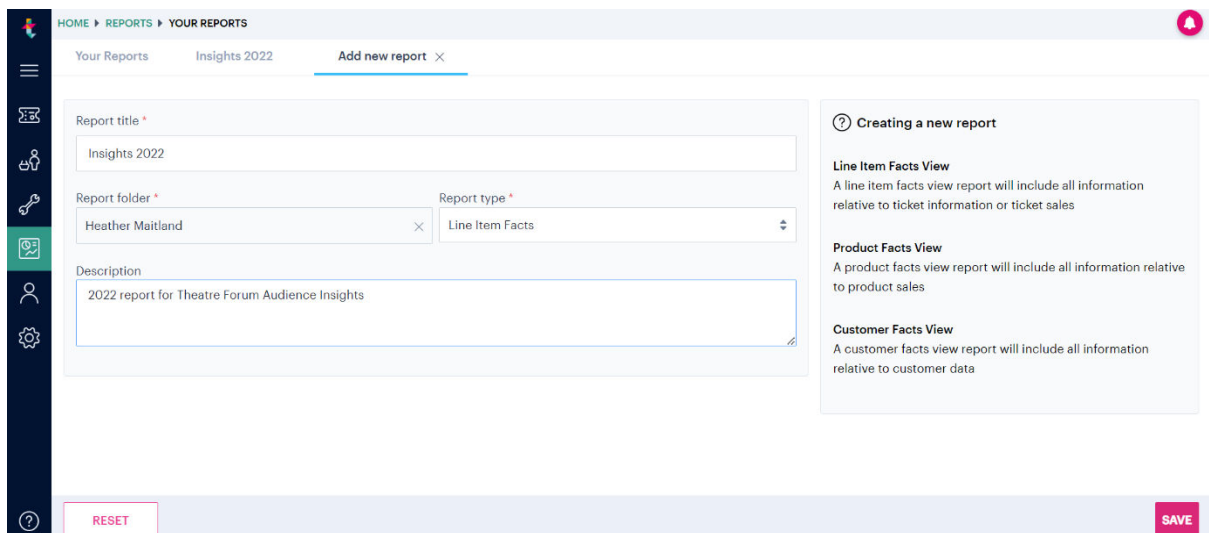 HOME ▶ REPORTS ▶ YOUR REPORTS
Your Reports Insights 2022 Add new report ×
Report title *
Insights 2022
Report folder *
Report type *
Heather Maitland ×
Line Item Facts
Description
2022 report for Theatre Forum Audience Insights
? Creating a new report
Line Item Facts View
A line item facts view report will include all information
relative to ticket information or ticket sales
Product Facts View
A product facts view report will include all information relative
to product sales
Customer Facts View
A customer facts view report will include all information
relative to customer data
RESET
SAVE